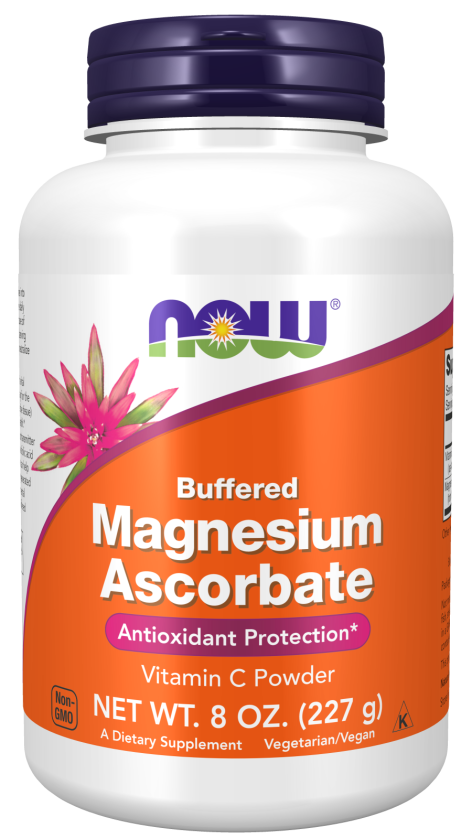 NOW®
Buffered
Magnesium
Ascorbate
Antioxidant Protection*
Vitamin C Powder
Non-
GMO
NET WT. 8 OZ. (227 g)
K
A Dietary Supplement Vegetarian/Vegan